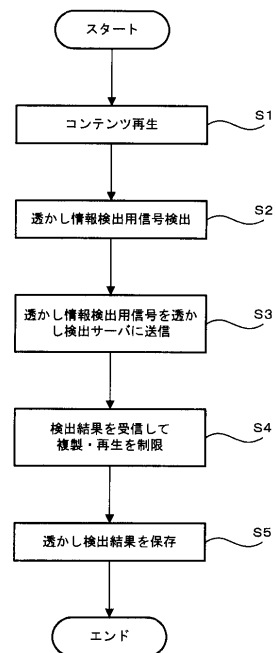 スタート
S1
コンテンツ再生
S2
透かし情報検出用信号検出
S3
透かし情報検出用信号を透か
し検出サーバに送信
S4
検出結果を受信して
複製・再生を制限
S5
透かし検出結果を保存
エンド